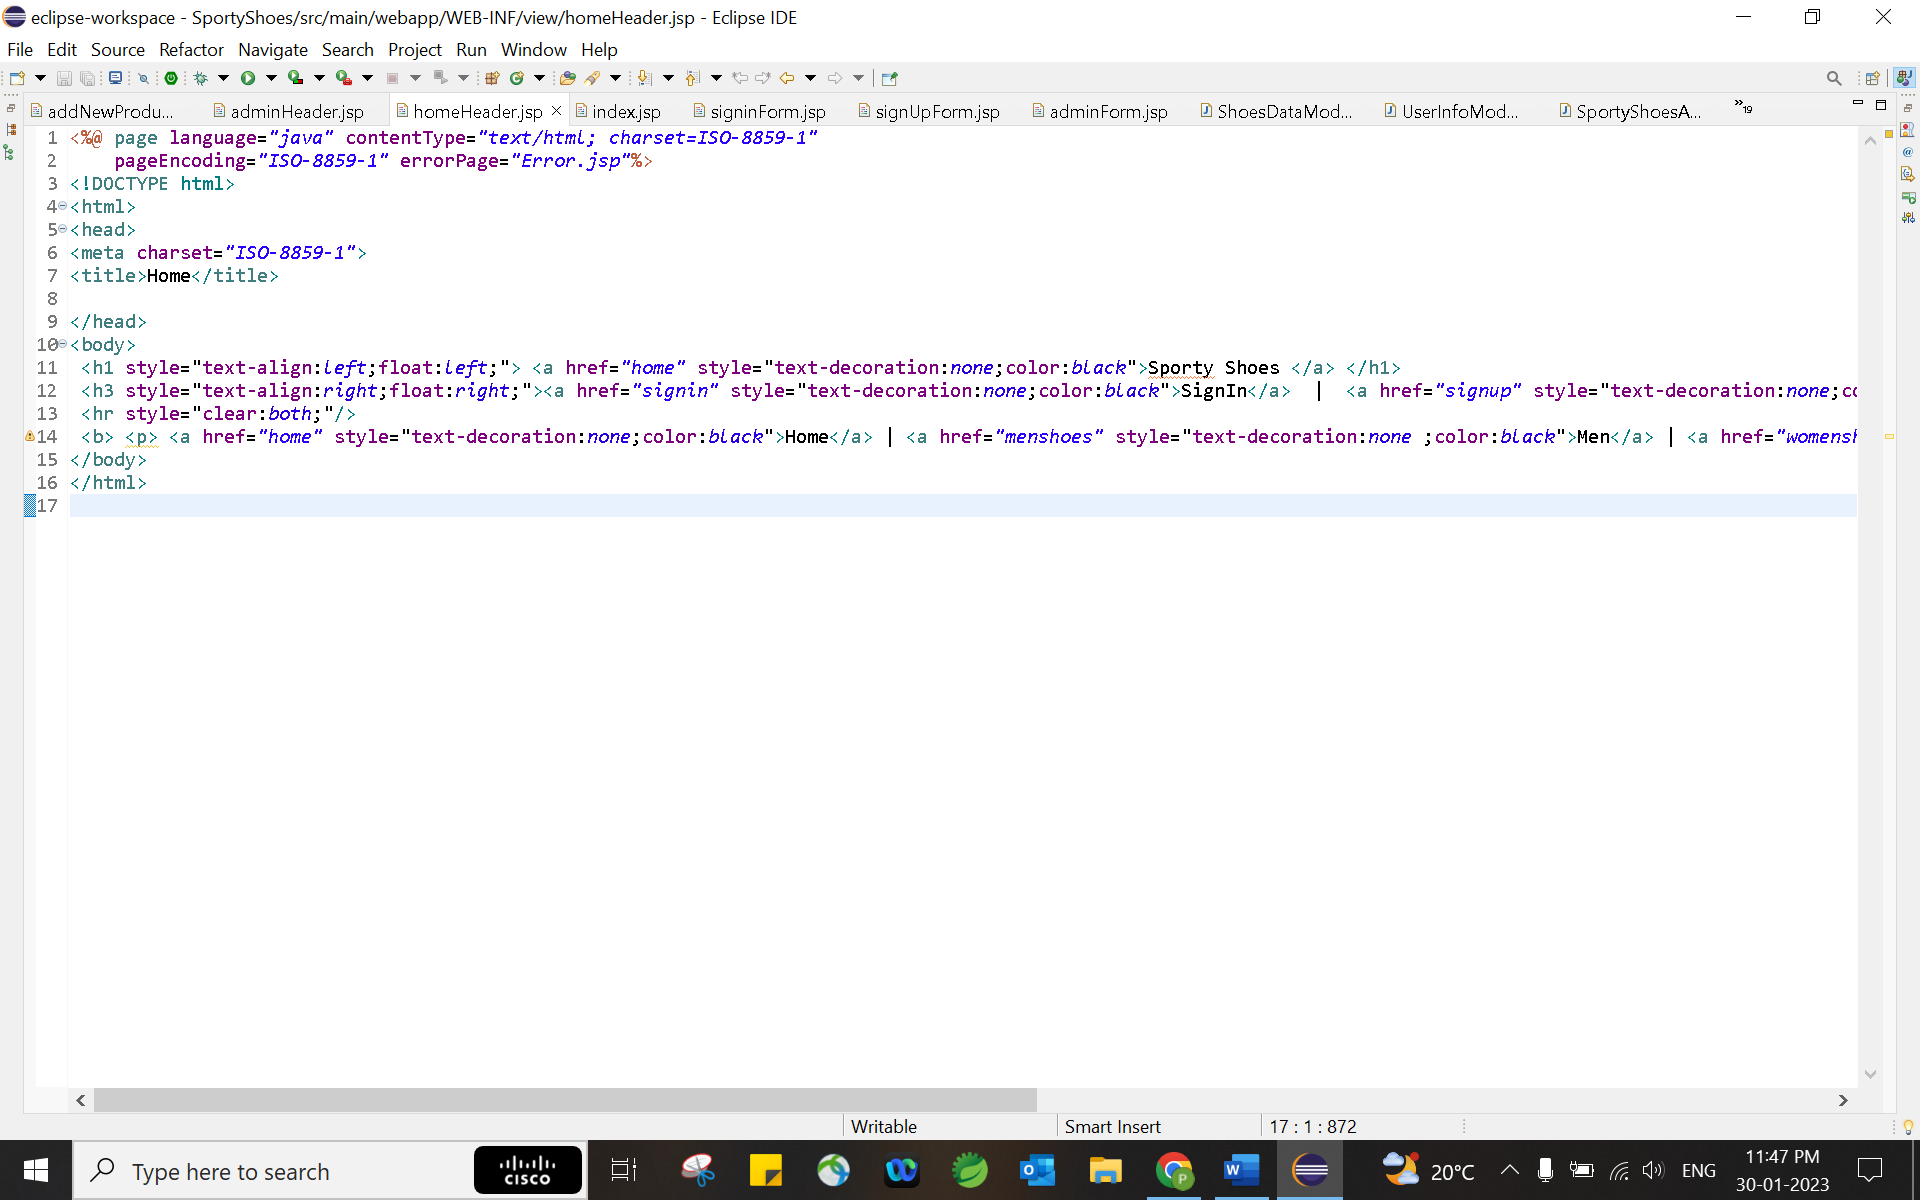 eclipse-workspace - SportyShoes/src/main/webapp/WEB-INF/view/homeHeader.jsp - Eclipse IDE
File Edit Source Refactor Navigate Search Project Run Window Help
addNewProdu... adminHeader.jsp homeHeader.jsp index.jsp signinForm.jsp signUpForm.jsp adminForm.jsp ShoesDataMod... UserInfoMod... SportyShoesA... »19
1 <%@ page language="java" contentType="text/html; charset=ISO-8859-1"
2 pageEncoding="ISO-8859-1" errorPage="Error.jsp"%>
3 <!DOCTYPE html>
4 <html>
5 <head>
6 <meta charset="ISO-8859-1">
7 <title>Home</title>
8
9 </head>
10 <body>
11 <h1 style="text-align:left;float:left;"> <a href="home" style="text-decoration:none;color:black">Sporty Shoes </a> </h1>
12 <h3 style="text-align:right;float:right;"><a href="signin" style="text-decoration:none;color:black">SignIn</a> | <a href="signup" style="text-decoration:none;co
13 <hr style="clear:both;"/>
14 <b> <p> <a href="home" style="text-decoration:none;color:black">Home</a> | <a href="menshoes" style="text-decoration:none ;color:black">Men</a> | <a href="womensh
15 </body>
16 </html>
17
Writable Smart Insert 17 : 1 : 872
Type here to search
CISCO
20°C ENG 11:47 PM
30-01-2023